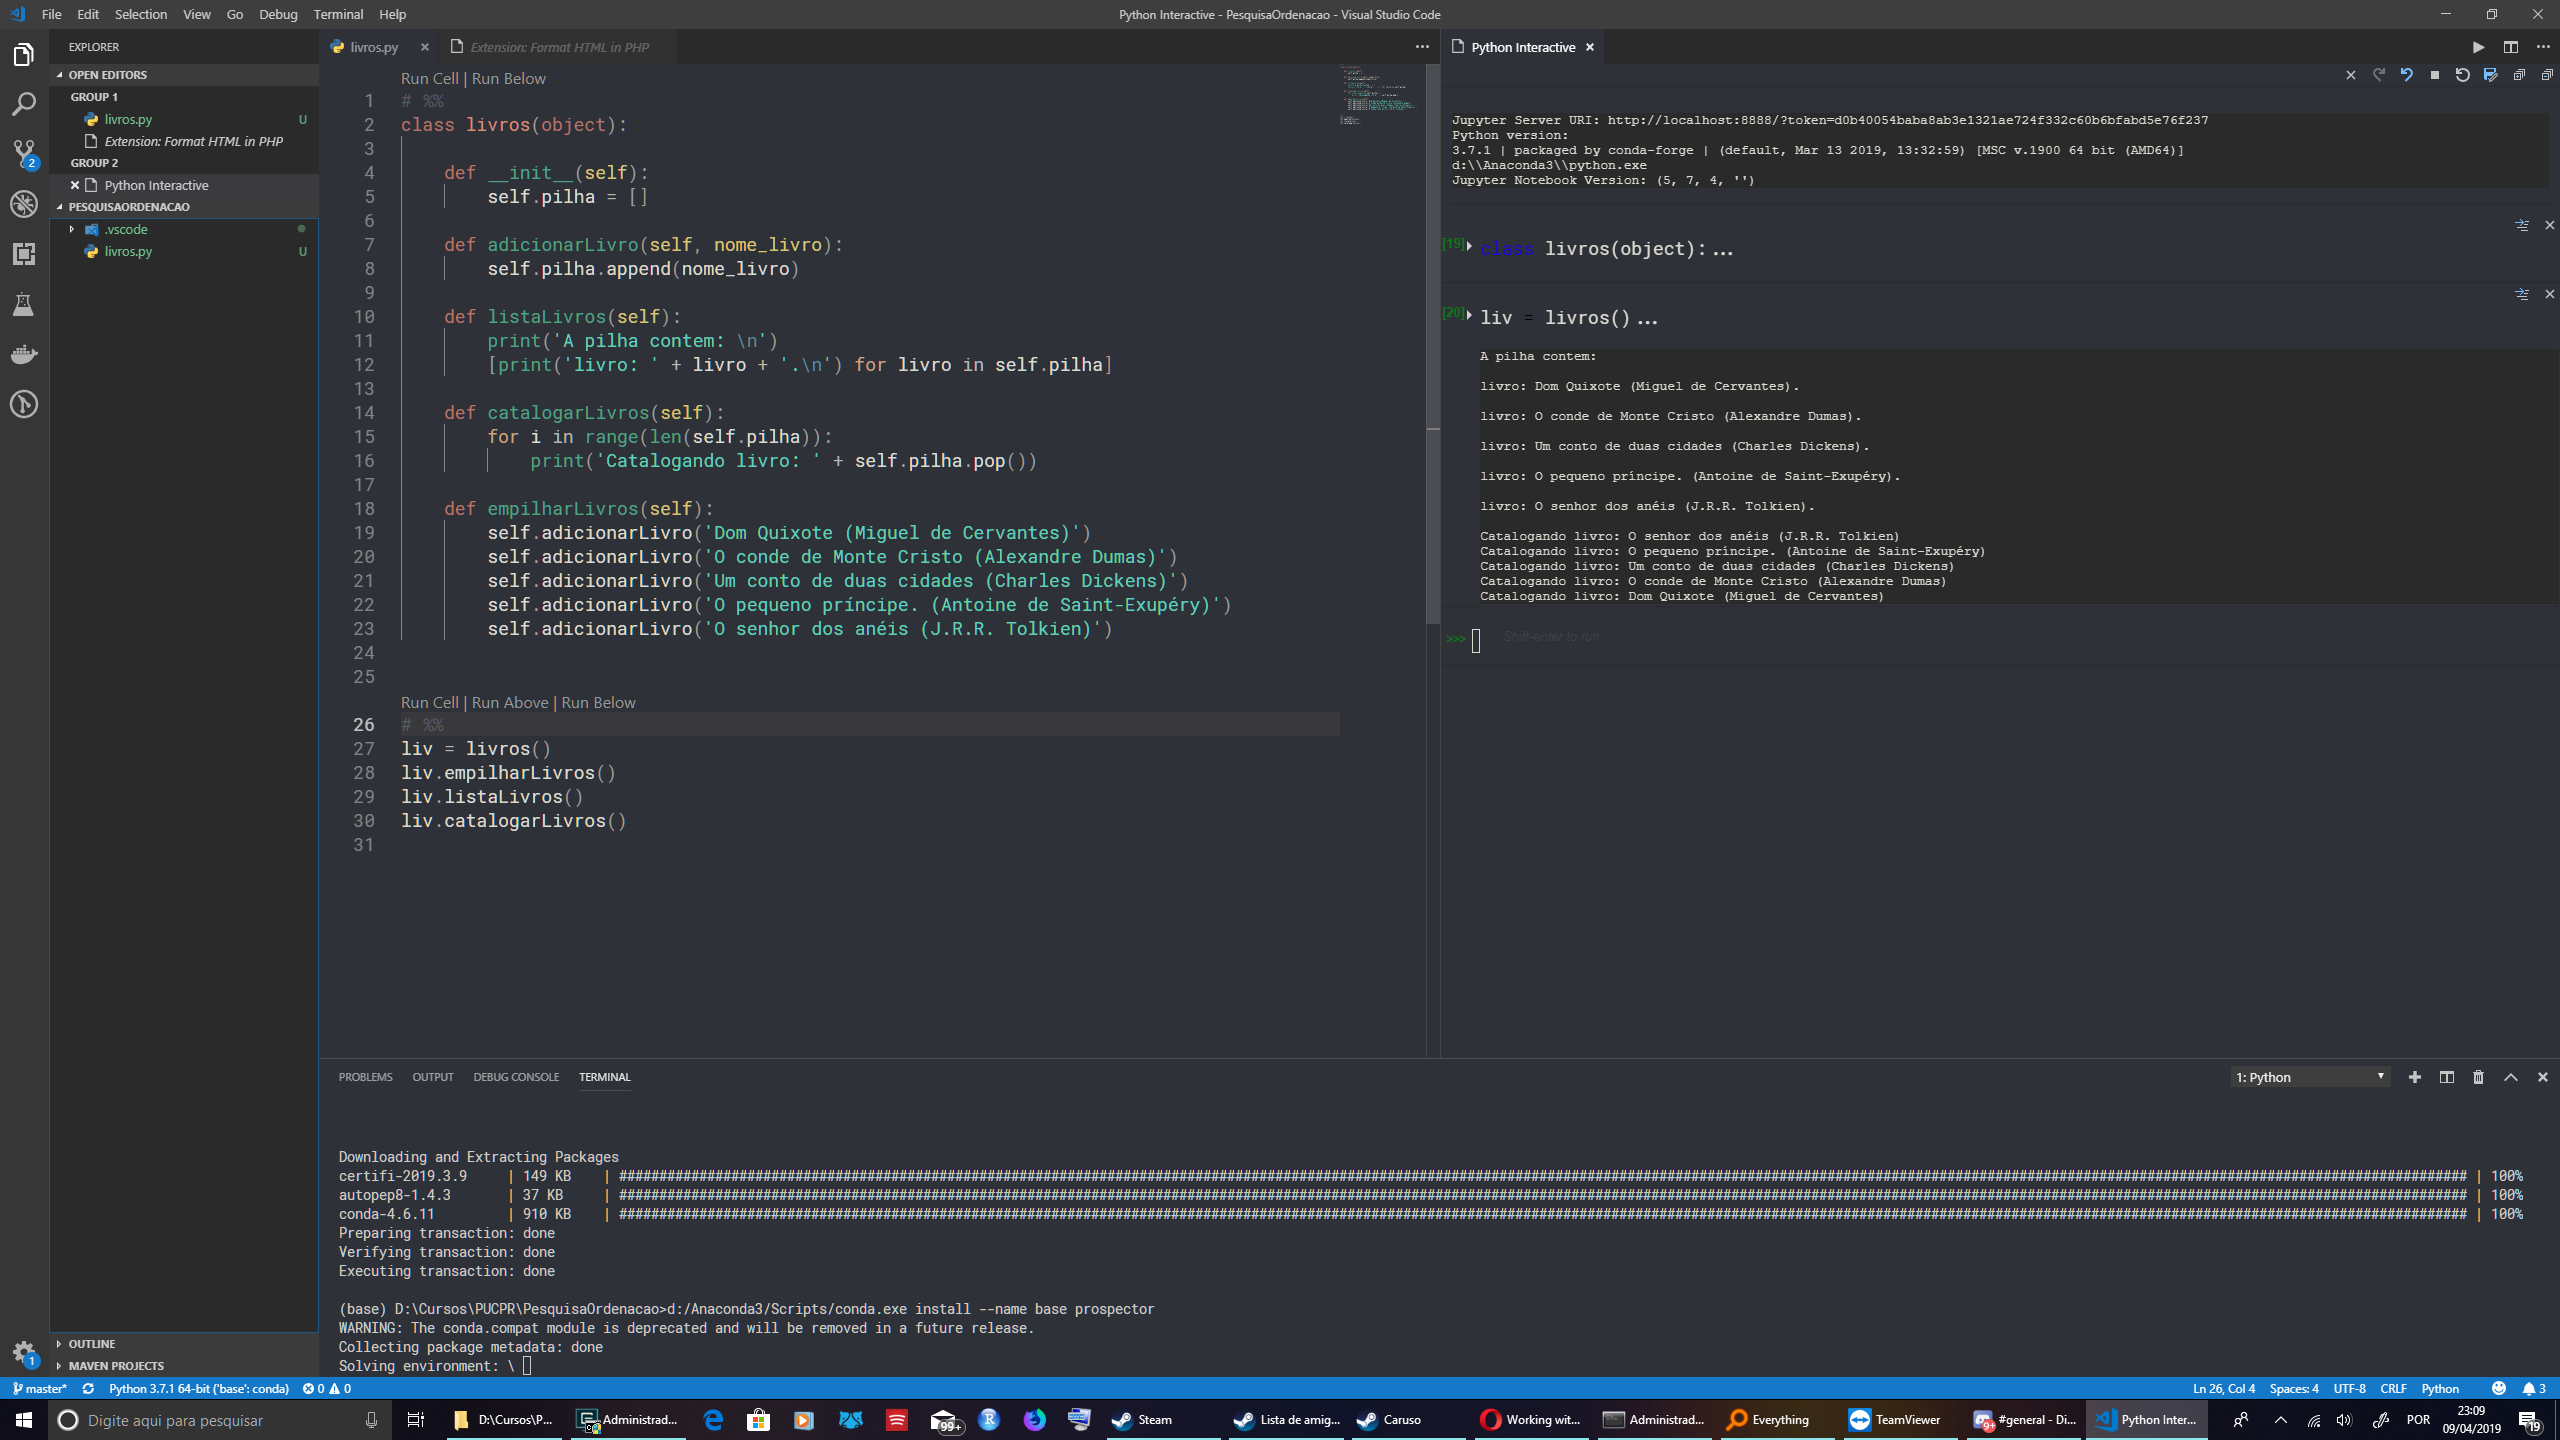 File Edit Selection View Go Debug Terminal Help
Python Interactive - PesquisaOrdenacao - Visual Studio Code
EXPLORER
OPEN EDITORS
GROUP 1
livros.py U
Extension: Format HTML in PHP
GROUP 2
Python Interactive
PESQUISAORDENACAO
.vscode
livros.py U
2
OUTLINE
MAVEN PROJECTS
1
livros.py
Extension: Format HTML in PHP
Run Cell | Run Below
1 # %%
2 class livros(object):
3
4 def __init__(self):
5 self.pilha = []
6
7 def adicionarLivro(self, nome_livro):
8 self.pilha.append(nome_livro)
9
10 def listaLivros(self):
11 print('A pilha contem: \n')
12 [print('livro: ' + livro + '.\n') for livro in self.pilha]
13
14 def catalogarLivros(self):
15 for i in range(len(self.pilha)):
16 print('Catalogando livro: ' + self.pilha.pop())
17
18 def empilharLivros(self):
19 self.adicionarLivro('Dom Quixote (Miguel de Cervantes)')
20 self.adicionarLivro('O conde de Monte Cristo (Alexandre Dumas)')
21 self.adicionarLivro('Um conto de duas cidades (Charles Dickens)')
22 self.adicionarLivro('O pequeno príncipe. (Antoine de Saint-Exupéry)')
23 self.adicionarLivro('O senhor dos anéis (J.R.R. Tolkien)')
24
25
Run Cell | Run Above | Run Below
26 # %%
27 liv = livros()
28 liv.empilharLivros()
29 liv.listaLivros()
30 liv.catalogarLivros()
31
Python Interactive
Jupyter Server URI: http://localhost:8888/?token=d0b40054baba8ab3e1321ae724f332c60b6bfabd5e76f237
Python version:
3.7.1 | packaged by conda-forge | (default, Mar 13 2019, 13:32:59) [MSC v.1900 64 bit (AMD64)]
d:\\Anaconda3\\python.exe
Jupyter Notebook Version: (5, 7, 4, '')
[19] class livros(object):...
[20] liv = livros()...
A pilha contem:
livro: Dom Quixote (Miguel de Cervantes).
livro: O conde de Monte Cristo (Alexandre Dumas).
livro: Um conto de duas cidades (Charles Dickens).
livro: O pequeno príncipe. (Antoine de Saint-Exupéry).
livro: O senhor dos anéis (J.R.R. Tolkien).
Catalogando livro: O senhor dos anéis (J.R.R. Tolkien)
Catalogando livro: O pequeno príncipe. (Antoine de Saint-Exupéry)
Catalogando livro: Um conto de duas cidades (Charles Dickens)
Catalogando livro: O conde de Monte Cristo (Alexandre Dumas)
Catalogando livro: Dom Quixote (Miguel de Cervantes)
>>> Shift-enter to run
PROBLEMS OUTPUT DEBUG CONSOLE TERMINAL
1: Python
Downloading and Extracting Packages
certifi-2019.3.9 | 149 KB | ################ | 100%
autopep8-1.4.3 | 37 KB | ################ | 100%
conda-4.6.11 | 910 KB | ################ | 100%
Preparing transaction: done
Verifying transaction: done
Executing transaction: done
(base) D:\Cursos\PUCPR\PesquisaOrdenacao>d:/Anaconda3/Scripts/conda.exe install --name base prospector
WARNING: The conda.compat module is deprecated and will be removed in a future release.
Collecting package metadata: done
Solving environment: \
master* Python 3.7.1 64-bit ('base': conda) 0 0
Ln 26, Col 4 Spaces: 4 UTF-8 CRLF Python 3
Digite aqui para pesquisar
D:\Cursos\P... Administrad... 99+ R Steam Lista de amig... Caruso Working wit... Administrad... Everything TeamViewer 9+ #general - Di... Python Inter...
POR
23:09
09/04/2019
19